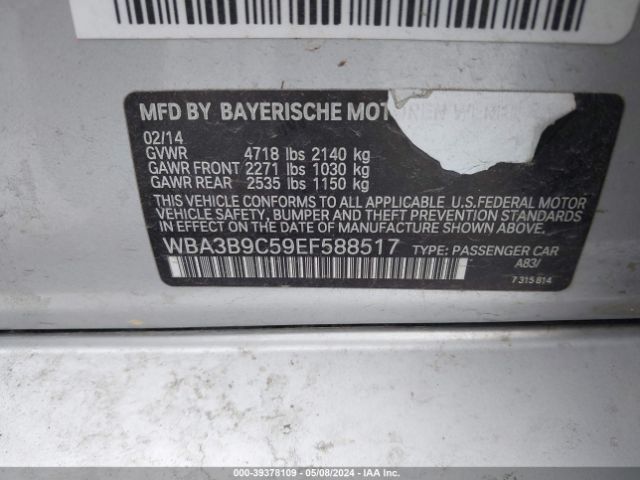 MFD BY BAYERISCHE MOTOREN
02/14
GVWR 4718 lbs 2140 kg
GAWR FRONT 2271 lbs 1030 kg
GAWR REAR 2535 lbs 1150 kg
THIS VEHICLE CONFORMS TO ALL APPLICABLE U.S.FEDERAL MOTOR
VEHICLE SAFETY, BUMPER AND THEFT PREVENTION STANDARDS
IN EFFECT ON THE DATE OF MANUFACTURE SHOWN ABOVE.
WBA3B9C59EF588517 TYPE: PASSENGER CAR
A83/
7 315 814
000-39378109 - 05/08/2024 - IAA Inc.